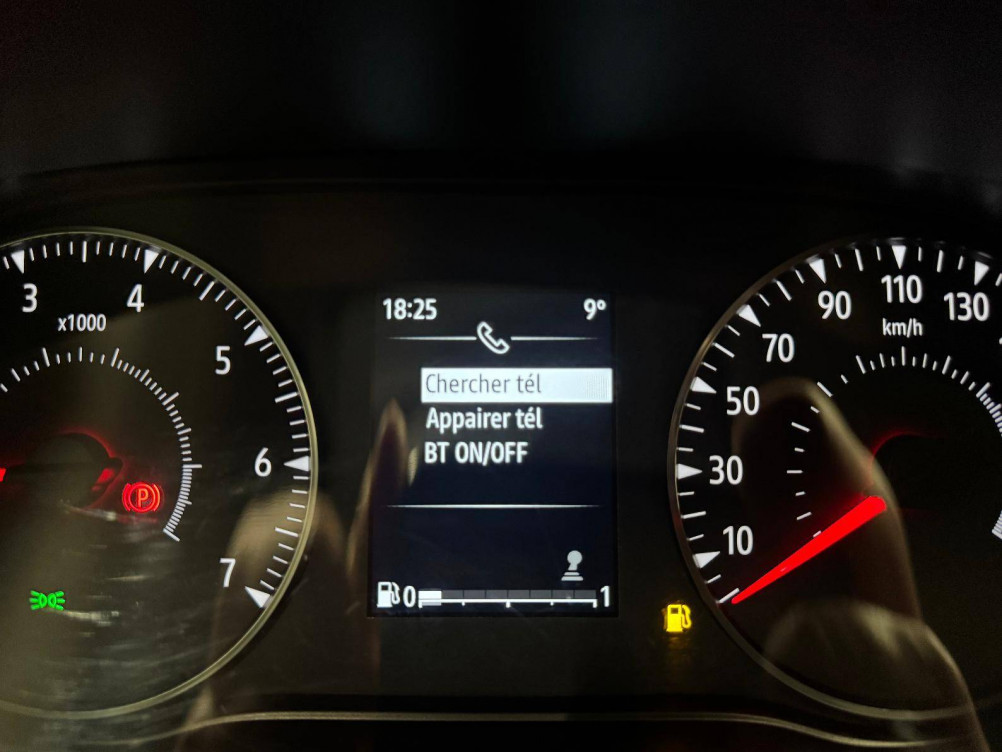 18:25 9°
Chercher tél
Appairer tél
BT ON/OFF
0 1
3
4
x1000
5
6
7
P
10
30
50
70
90
110
130
km/h